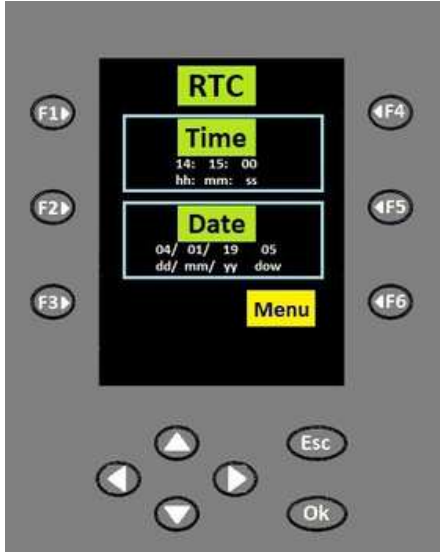 RTC
F1
F4
Time
14: 15: 00
hh: mm: ss
F2
F5
Date
04/ 01/ 19 05
dd/ mm/ yy dow
F3
Menu
F6
Esc
Ok